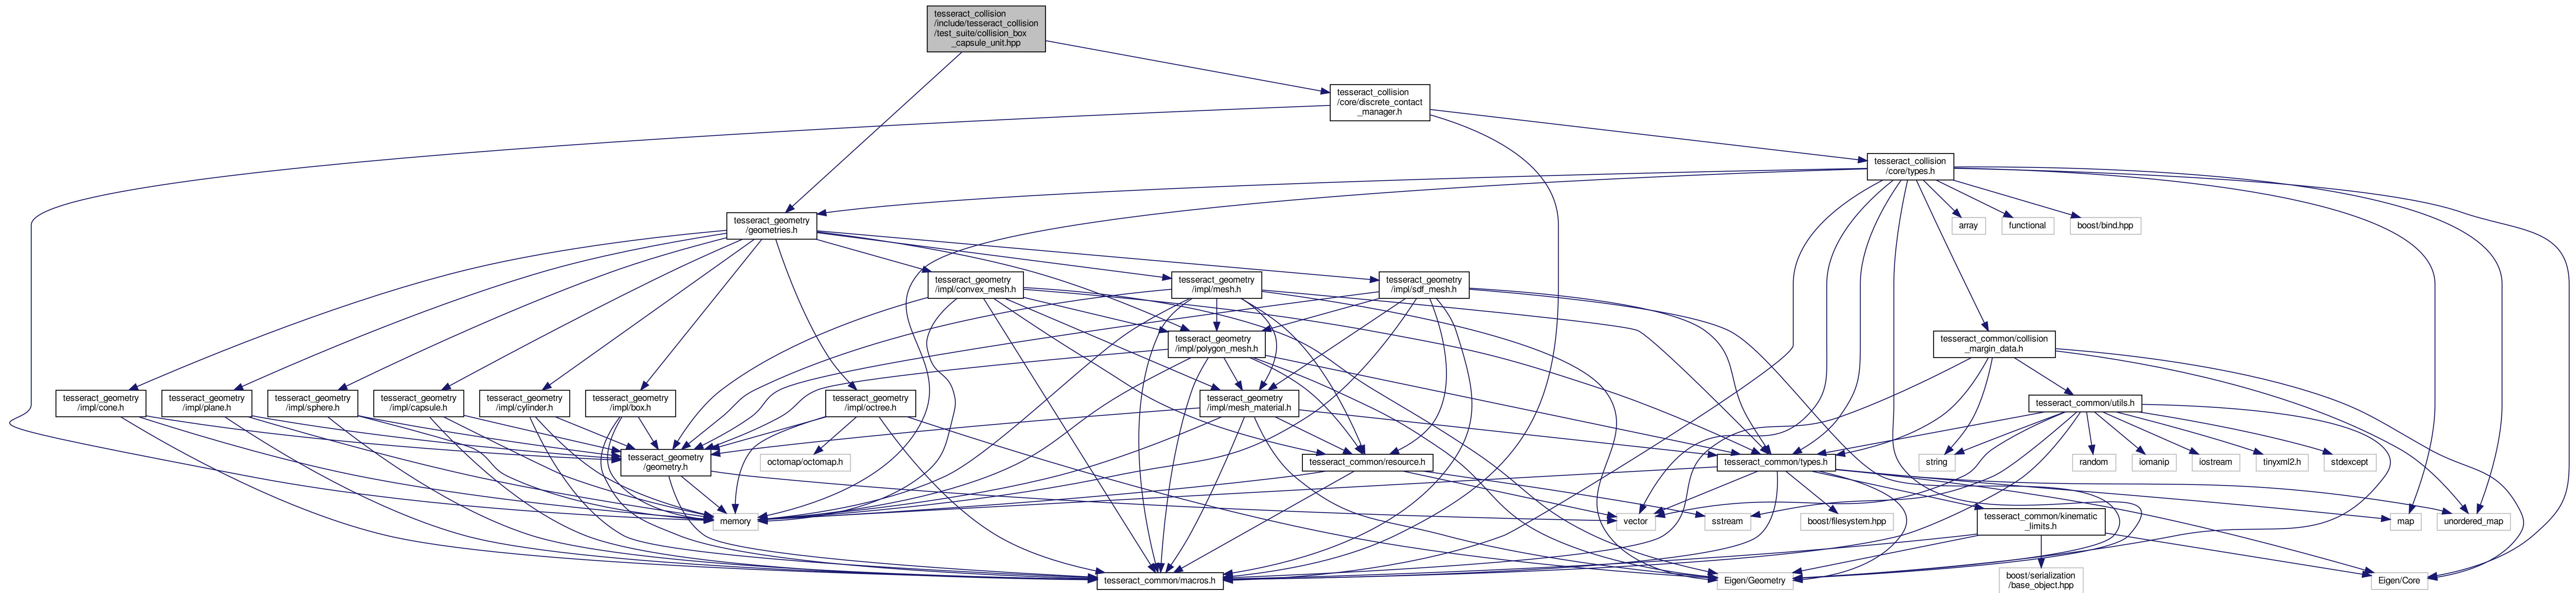 tesseract_collision
/include/tesseract_collision
/test_suite/collision_box
_capsule_unit.hpp
tesseract_collision
/core/discrete_contact
_manager.h
tesseract_collision
/core/types.h
tesseract_geometry
/geometries.h
array
functional
boost/bind.hpp
tesseract_geometry
/impl/convex_mesh.h
tesseract_geometry
/impl/mesh.h
tesseract_geometry
/impl/sdf_mesh.h
tesseract_geometry
/impl/polygon_mesh.h
tesseract_common/collision
_margin_data.h
tesseract_geometry
/impl/cone.h
tesseract_geometry
/impl/plane.h
tesseract_geometry
/impl/sphere.h
tesseract_geometry
/impl/capsule.h
tesseract_geometry
/impl/cylinder.h
tesseract_geometry
/impl/box.h
tesseract_geometry
/impl/octree.h
tesseract_geometry
/impl/mesh_material.h
tesseract_common/utils.h
tesseract_geometry
/geometry.h
octomap/octomap.h
tesseract_common/resource.h
tesseract_common/types.h
string
random
iomanip
iostream
tinyxml2.h
stdexcept
memory
vector
sstream
boost/filesystem.hpp
tesseract_common/kinematic
_limits.h
map
unordered_map
tesseract_common/macros.h
Eigen/Geometry
boost/serialization
/base_object.hpp
Eigen/Core